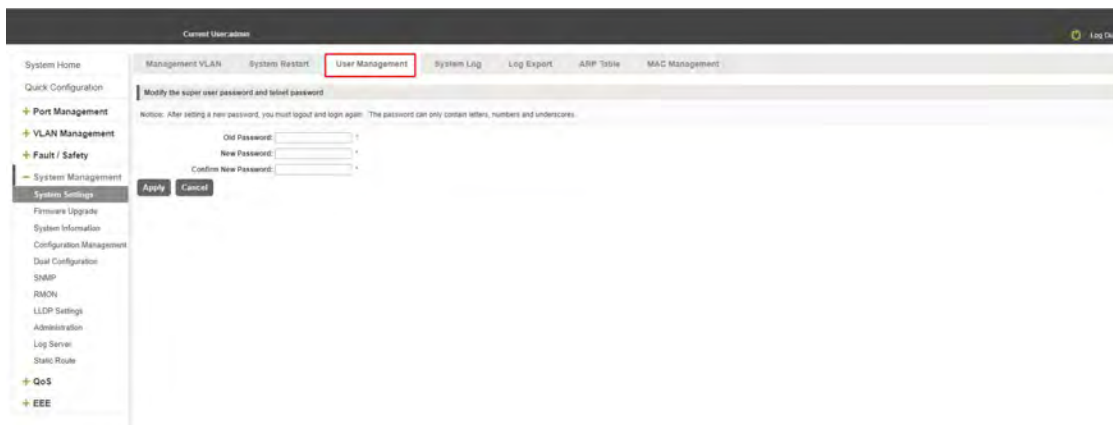 Current User:admin
Log Ou
System Home
Quick Configuration
Port Management
VLAN Management
Fault / Safety
System Management
System Settings
Firmware Upgrade
System Information
Configuration Management
Dual Configuration
SNMP
RMON
LLDP Settings
Administration
Log Server
Static Route
QoS
EEE
Management VLAN System Restart User Management System Log Log Export ARP Table MAC Management
Modify the super user password and telnet password
Notice: After setting a new password, you must logout and login again. The password can only contain letters, numbers and underscores.
Old Password: *
New Password: *
Confirm New Password: *
Apply Cancel